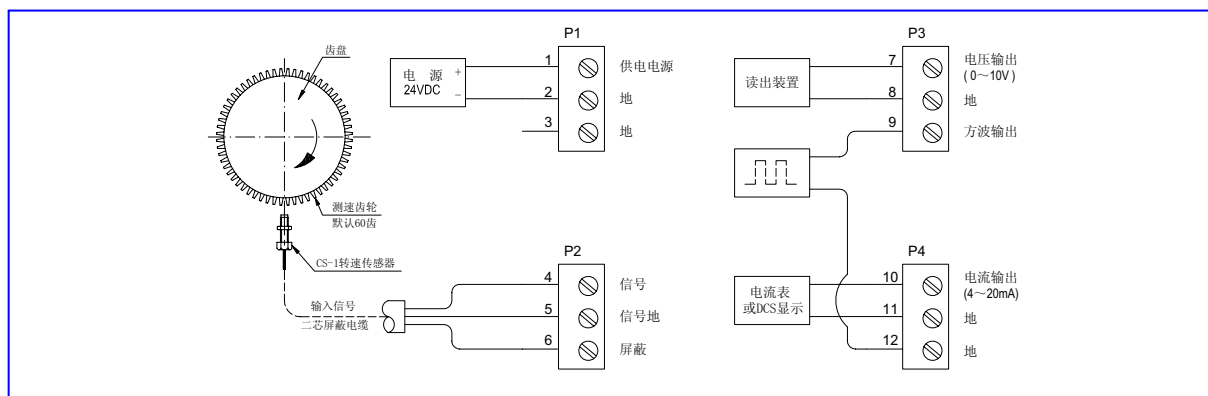 齿盘
测速齿轮
默认60齿
CS-1转速传感器
输入信号
二芯屏蔽电缆
P1
电 源
24VDC
+
−
1
供电电源
2
地
3
地
P2
4
信号
5
信号地
6
屏蔽
P3
读出装置
7
电压输出
( 0～10V )
8
地
9
方波输出
P4
电流表
或DCS显示
10
电流输出
(4～20mA)
11
地
12
地